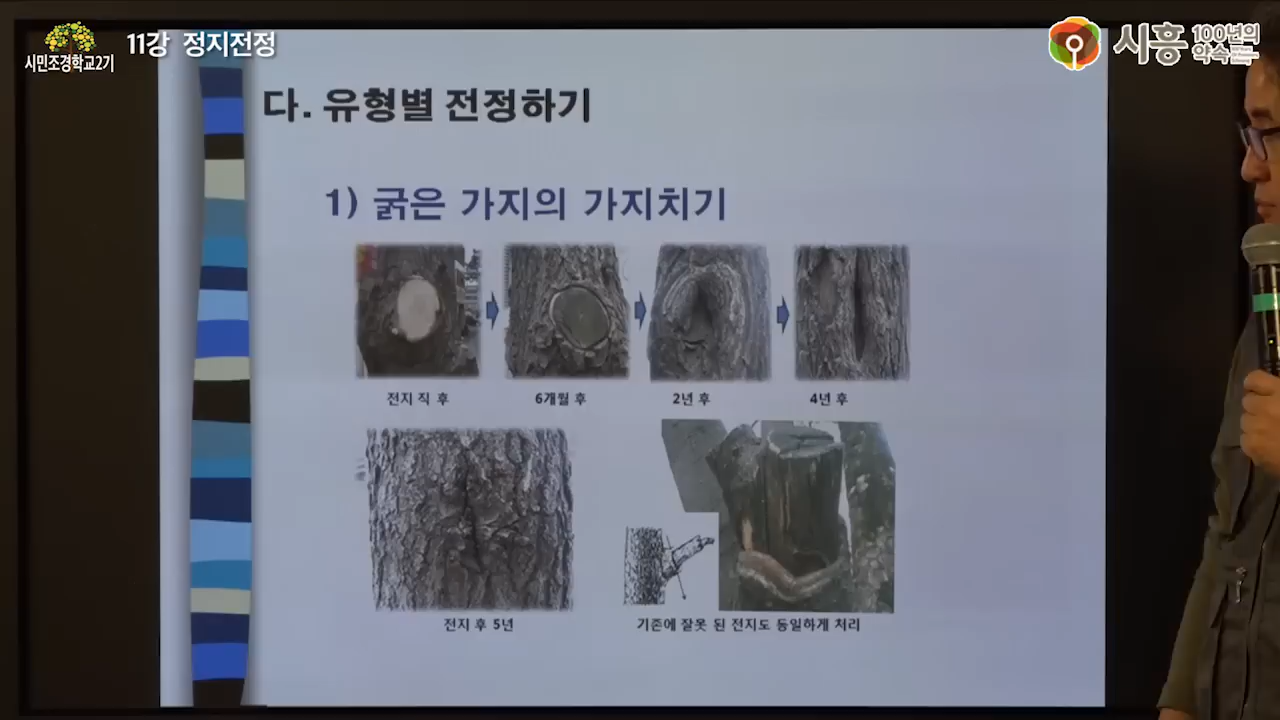 시민조경학교2기
11강 정지전정
시흥 100년의 약속
다. 유형별 전정하기
1) 굵은 가지의 가지치기
전지 직 후
6개월 후
2년 후
4년 후
전지 후 5년
기존에 잘못 된 전지도 동일하게 처리